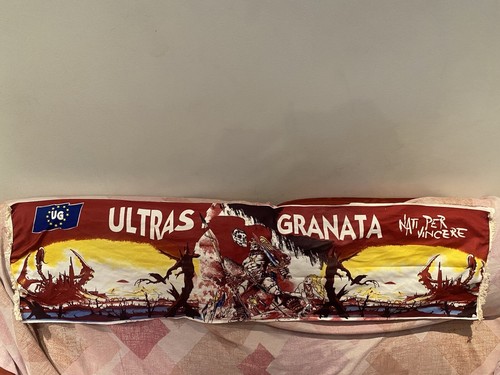 UG
ULTRAS GRANATA
NATI PER
VINCERE